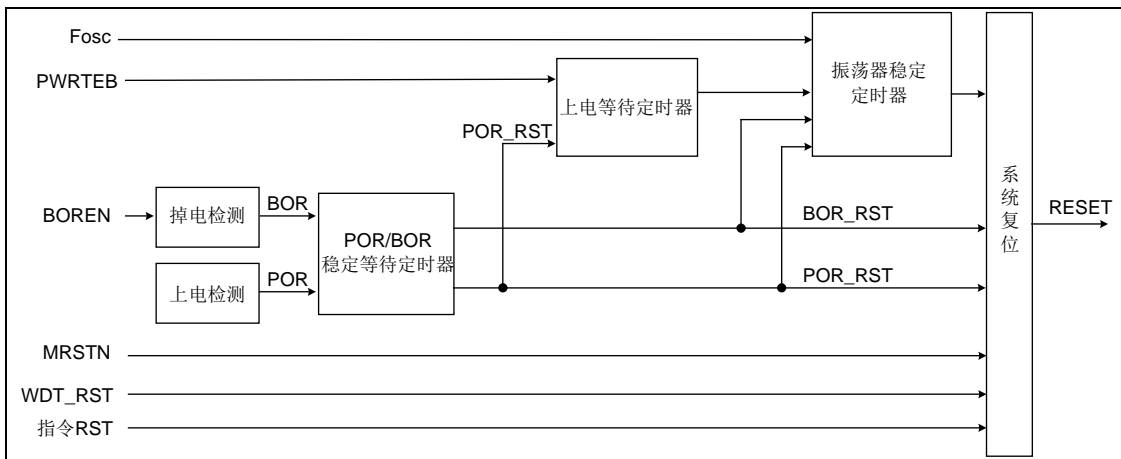 Fosc
PWRTEB
上电等待定时器
振荡器稳定
定时器
POR_RST
BOREN
掉电检测
BOR
上电检测
POR
POR/BOR
稳定等待定时器
BOR_RST
POR_RST
系统复位
RESET
MRSTN
WDT_RST
指令RST